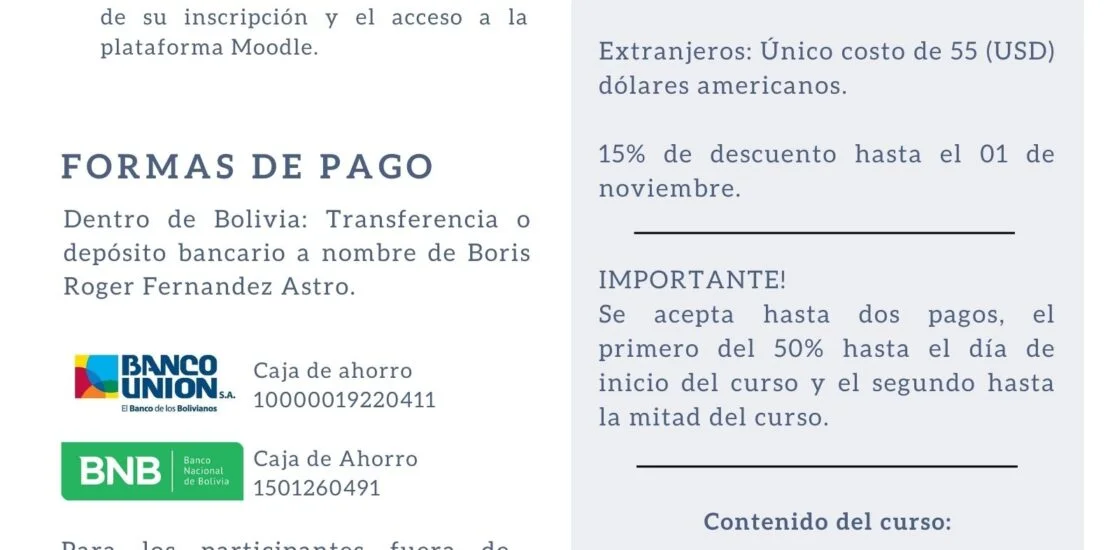 de su inscripción y el acceso a la
plataforma Moodle.
FORMAS DE PAGO
Dentro de Bolivia: Transferencia o
depósito bancario a nombre de Boris
Roger Fernandez Astro.
BANCO
UNION S.A.
El Banco de los Bolivianos
Caja de ahorro
10000019220411
BNB
Banco
Nacional
de Bolivia
Caja de Ahorro
1501260491
Para los participantes fuera de
Extranjeros: Único costo de 55 (USD)
dólares americanos.
15% de descuento hasta el 01 de
noviembre.
IMPORTANTE!
Se acepta hasta dos pagos, el
primero del 50% hasta el día de
inicio del curso y el segundo hasta
la mitad del curso.
Contenido del curso: